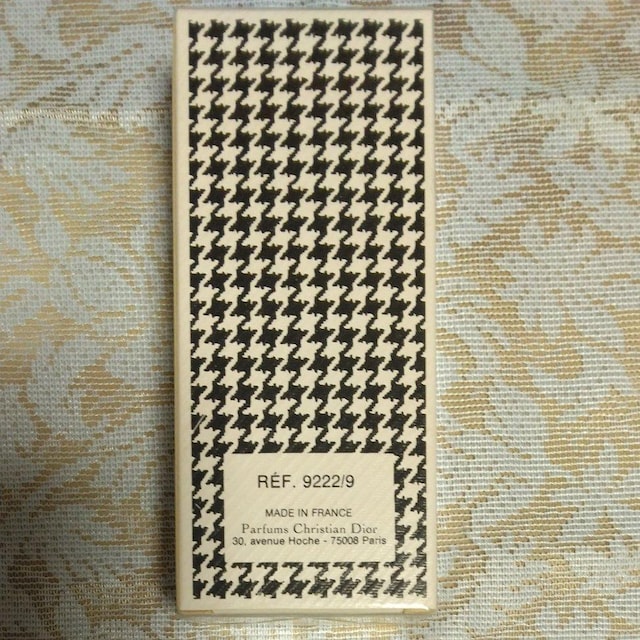 RÉF. 9222/9
MADE IN FRANCE
Parfums Christian Dior
30, avenue Hoche - 75008 Paris